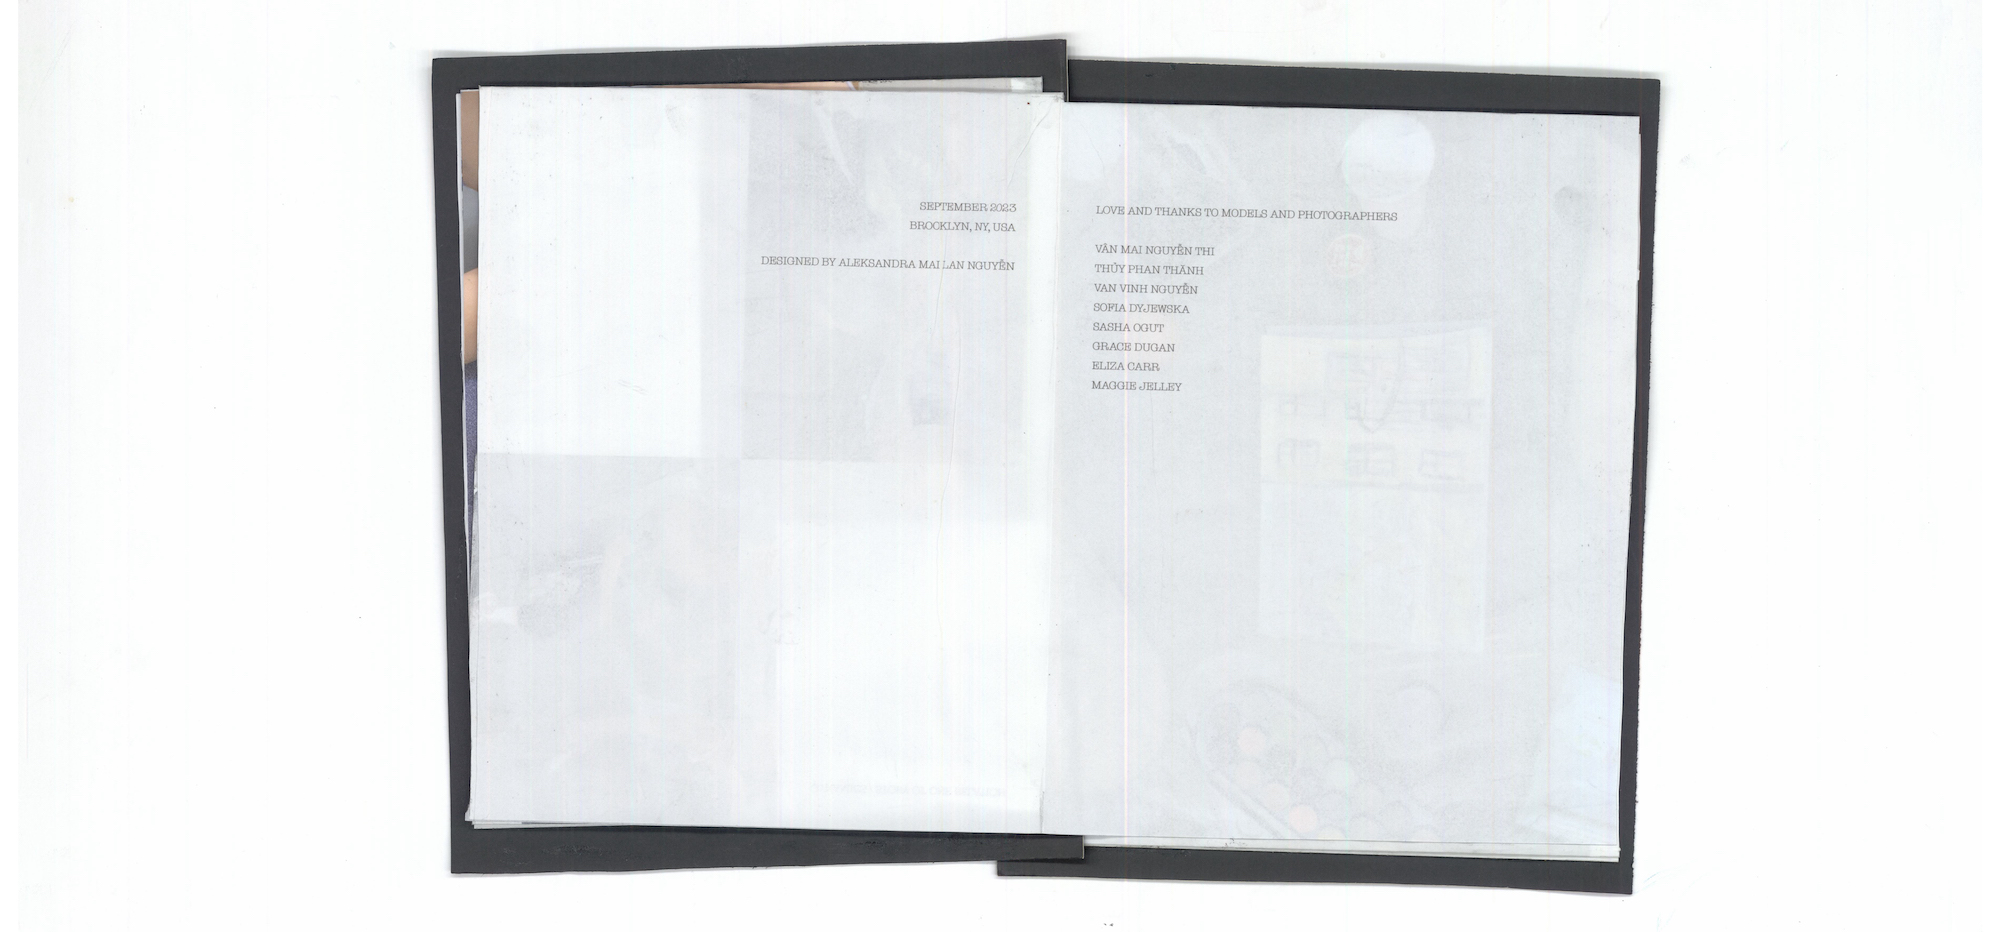 SEPTEMBER 2023
BROOKLYN, NY, USA
DESIGNED BY ALEKSANDRA MAI LAN NGUYỄN
LOVE AND THANKS TO MODELS AND PHOTOGRAPHERS
VÂN MAI NGUYỄN THI
THỦY PHAN THÀNH
VAN VINH NGUYỄN
SOFIA DYJEWSKA
SASHA OGUT
GRACE DUGAN
ELIZA CARR
MAGGIE JELLEY